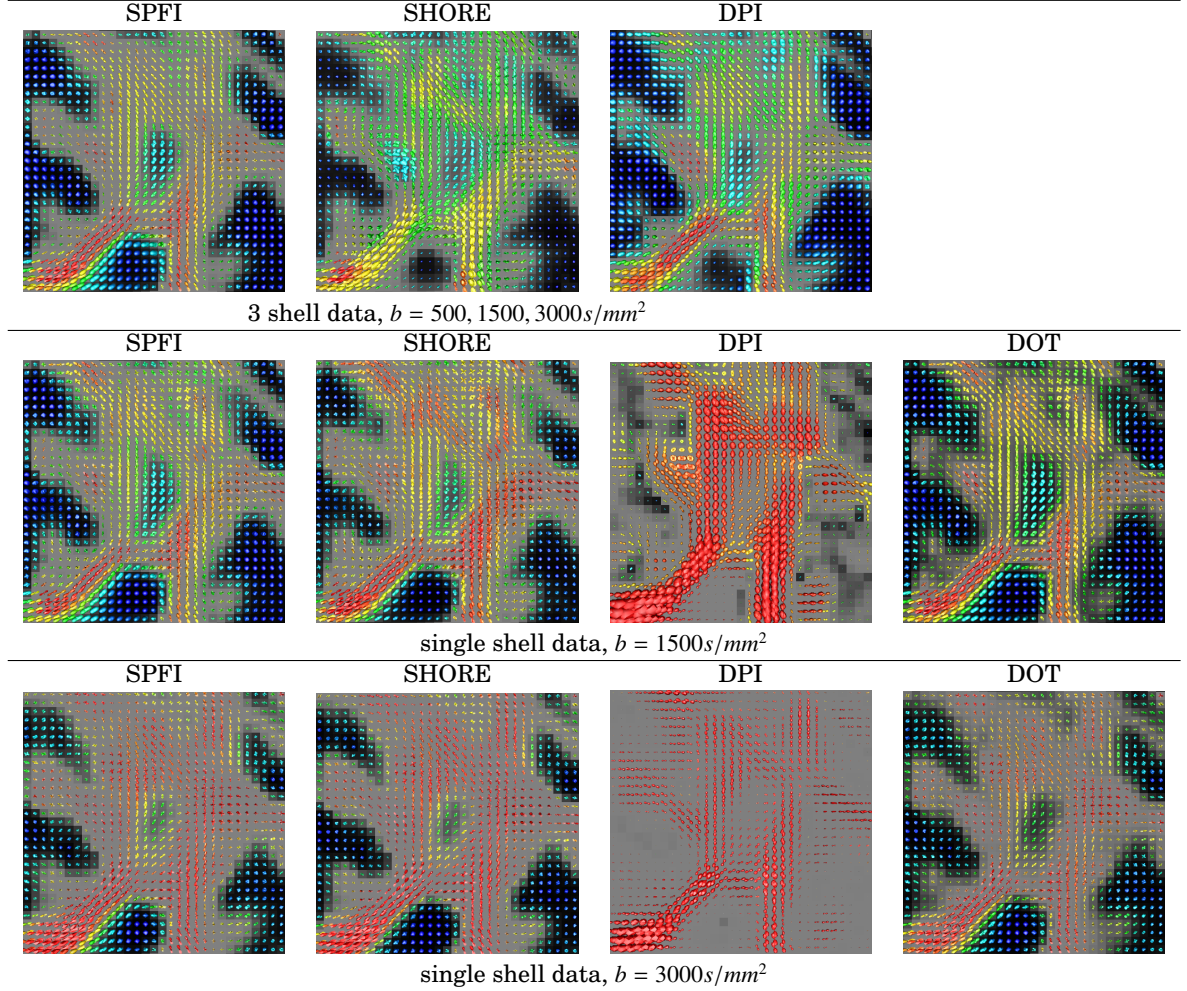 SPFI SHORE DPI
3 shell data, b = 500, 1500, 3000s/mm²
SPFI SHORE DPI DOT
single shell data, b = 1500s/mm²
SPFI SHORE DPI DOT
single shell data, b = 3000s/mm²